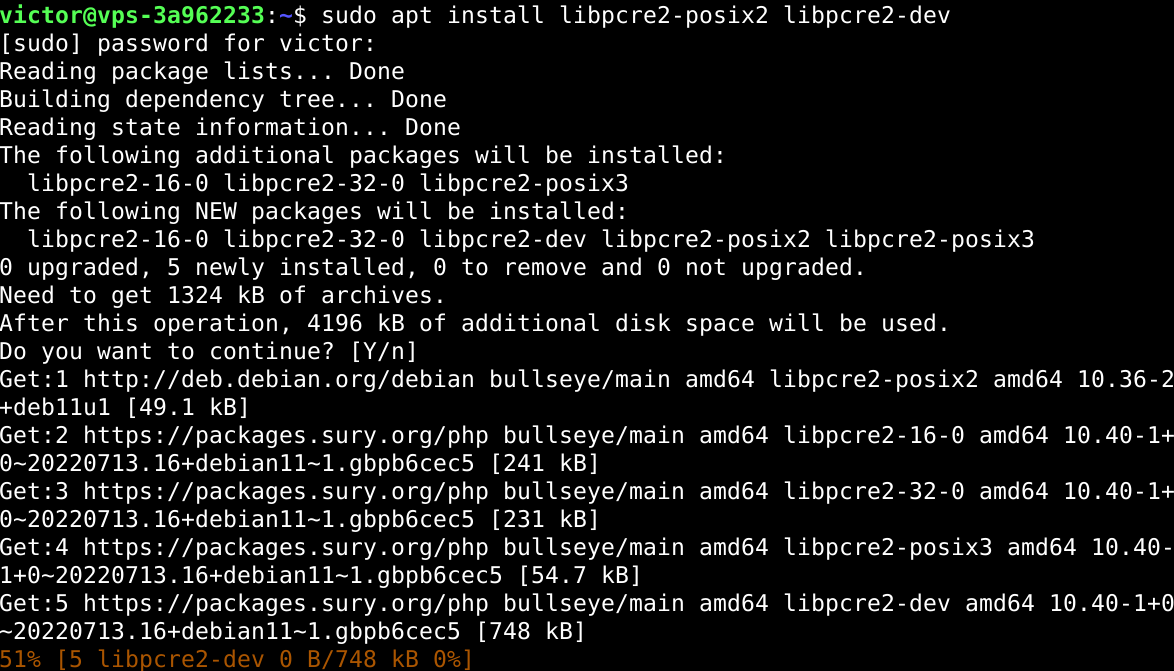 victor@vps-3a962233:~$ sudo apt install libpcre2-posix2 libpcre2-dev
[sudo] password for victor:
Reading package lists... Done
Building dependency tree... Done
Reading state information... Done
The following additional packages will be installed:
  libpcre2-16-0 libpcre2-32-0 libpcre2-posix3
The following NEW packages will be installed:
  libpcre2-16-0 libpcre2-32-0 libpcre2-dev libpcre2-posix2 libpcre2-posix3
0 upgraded, 5 newly installed, 0 to remove and 0 not upgraded.
Need to get 1324 kB of archives.
After this operation, 4196 kB of additional disk space will be used.
Do you want to continue? [Y/n]
Get:1 http://deb.debian.org/debian bullseye/main amd64 libpcre2-posix2 amd64 10.36-2
+deb11u1 [49.1 kB]
Get:2 https://packages.sury.org/php bullseye/main amd64 libpcre2-16-0 amd64 10.40-1+
0~20220713.16+debian11~1.gbpb6cec5 [241 kB]
Get:3 https://packages.sury.org/php bullseye/main amd64 libpcre2-32-0 amd64 10.40-1+
0~20220713.16+debian11~1.gbpb6cec5 [231 kB]
Get:4 https://packages.sury.org/php bullseye/main amd64 libpcre2-posix3 amd64 10.40-
1+0~20220713.16+debian11~1.gbpb6cec5 [54.7 kB]
Get:5 https://packages.sury.org/php bullseye/main amd64 libpcre2-dev amd64 10.40-1+0
~20220713.16+debian11~1.gbpb6cec5 [748 kB]
51% [5 libpcre2-dev 0 B/748 kB 0%]